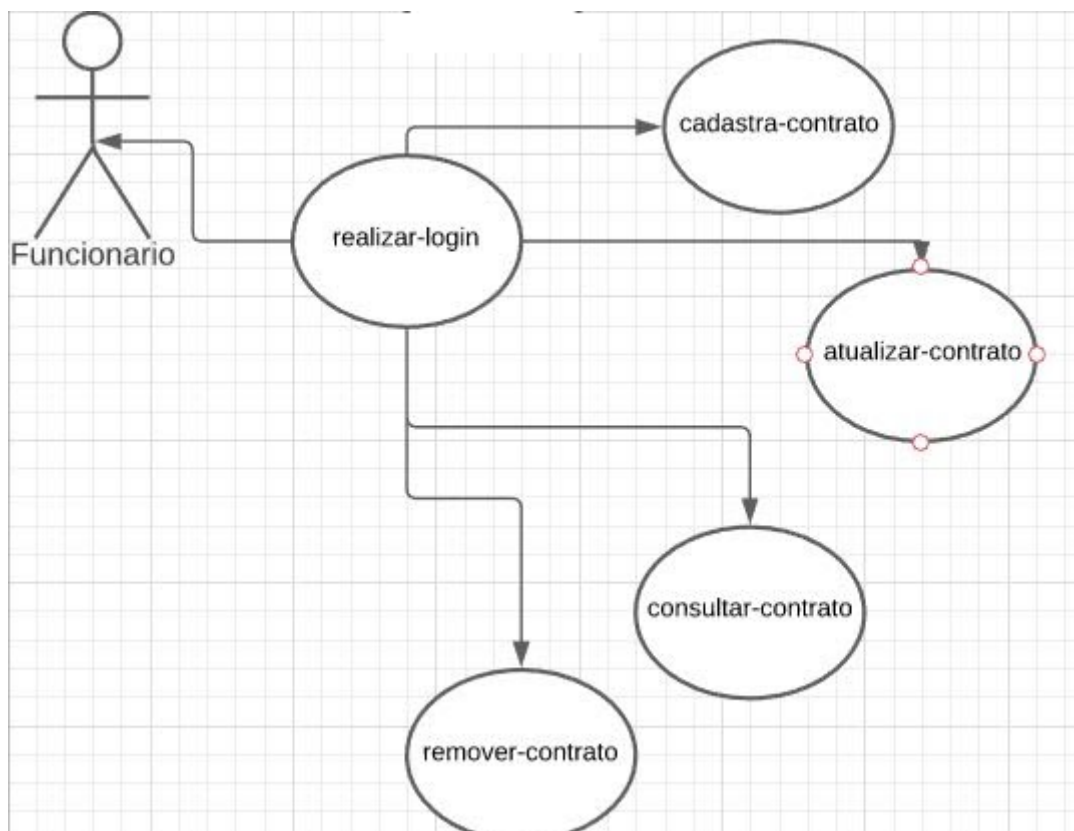 cadastra-contrato
realizar-login
Funcionario
atualizar-contrato
consultar-contrato
remover-contrato